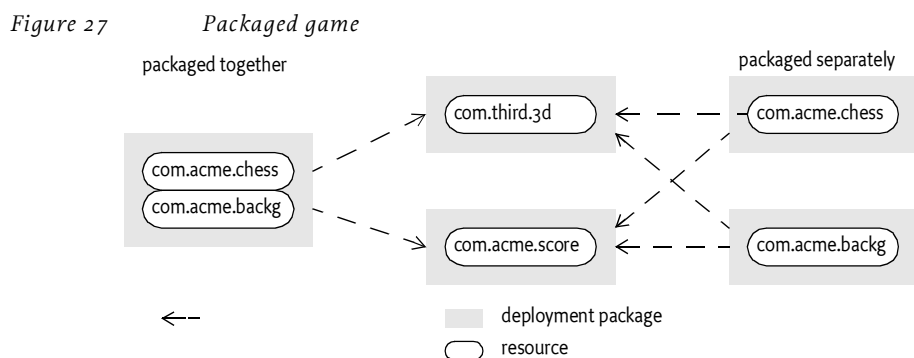 Figure 27 Packaged game
packaged together
packaged separately
com.third.3d
com.acme.chess
com.acme.chess
com.acme.backg
com.acme.score
com.acme.backg
deployment package
resource